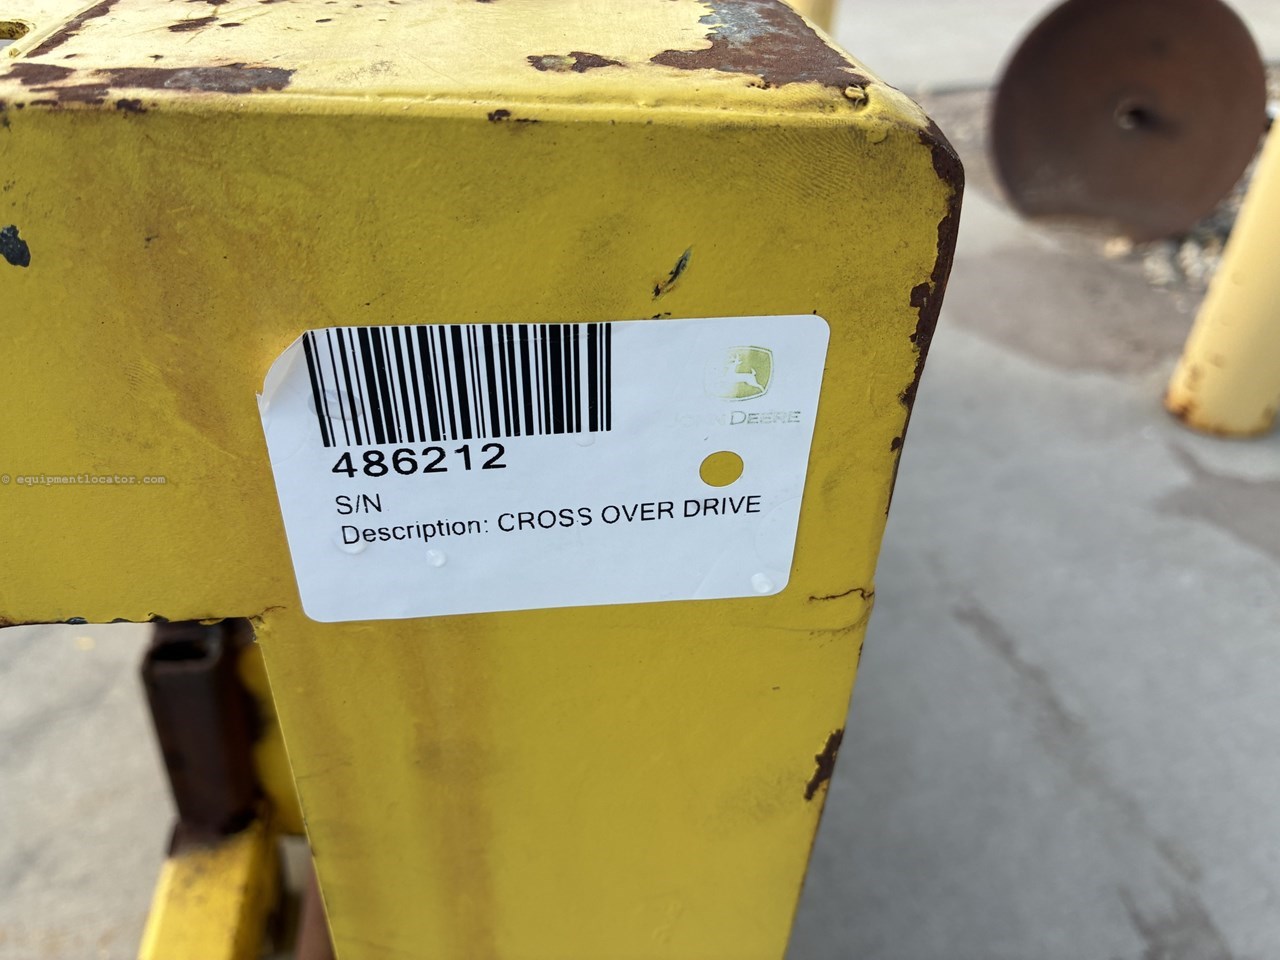 JOHN DEERE
486212
S/N
Description: CROSS OVER DRIVE
© equipmentlocator.com